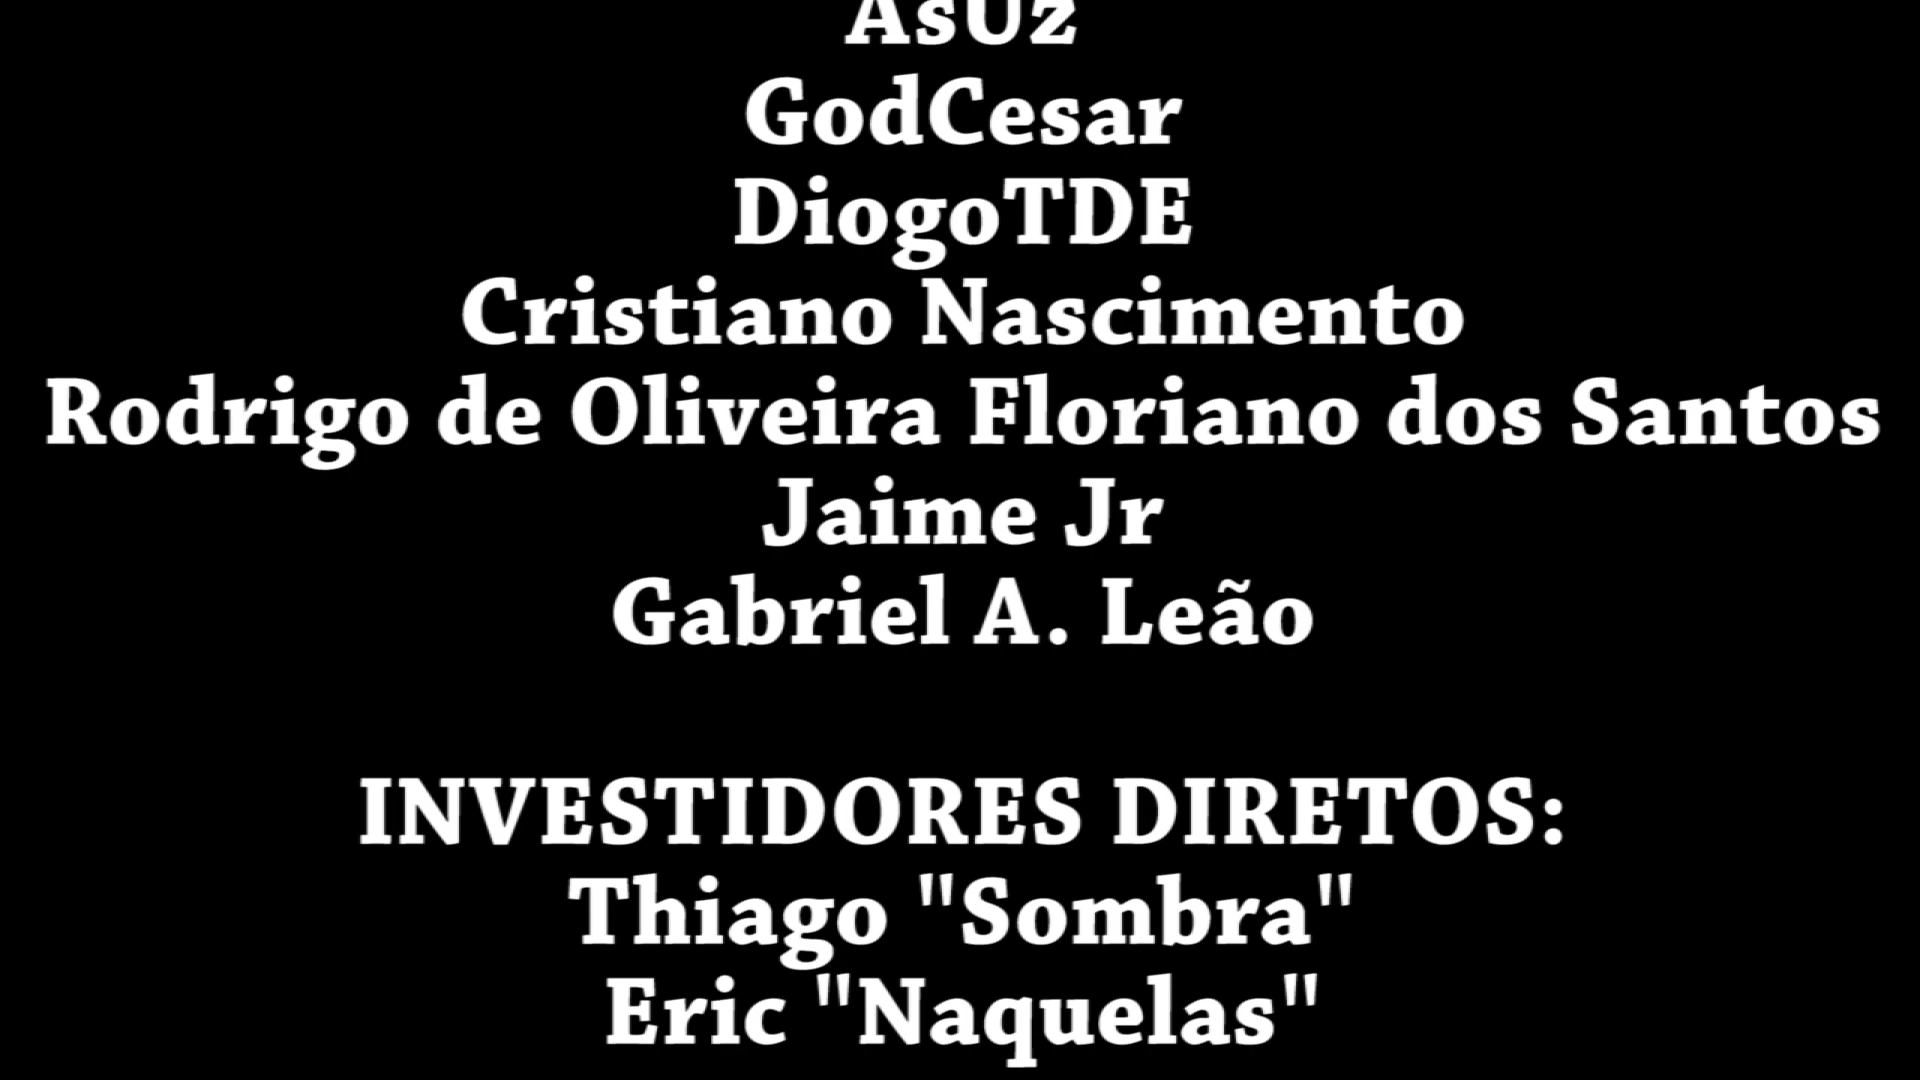 AsUz
GodCesar
DiogoTDE
Cristiano Nascimento
Rodrigo de Oliveira Floriano dos Santos
Jaime Jr
Gabriel A. Leão
INVESTIDORES DIRETOS:
Thiago "Sombra"
Eric "Naquelas"